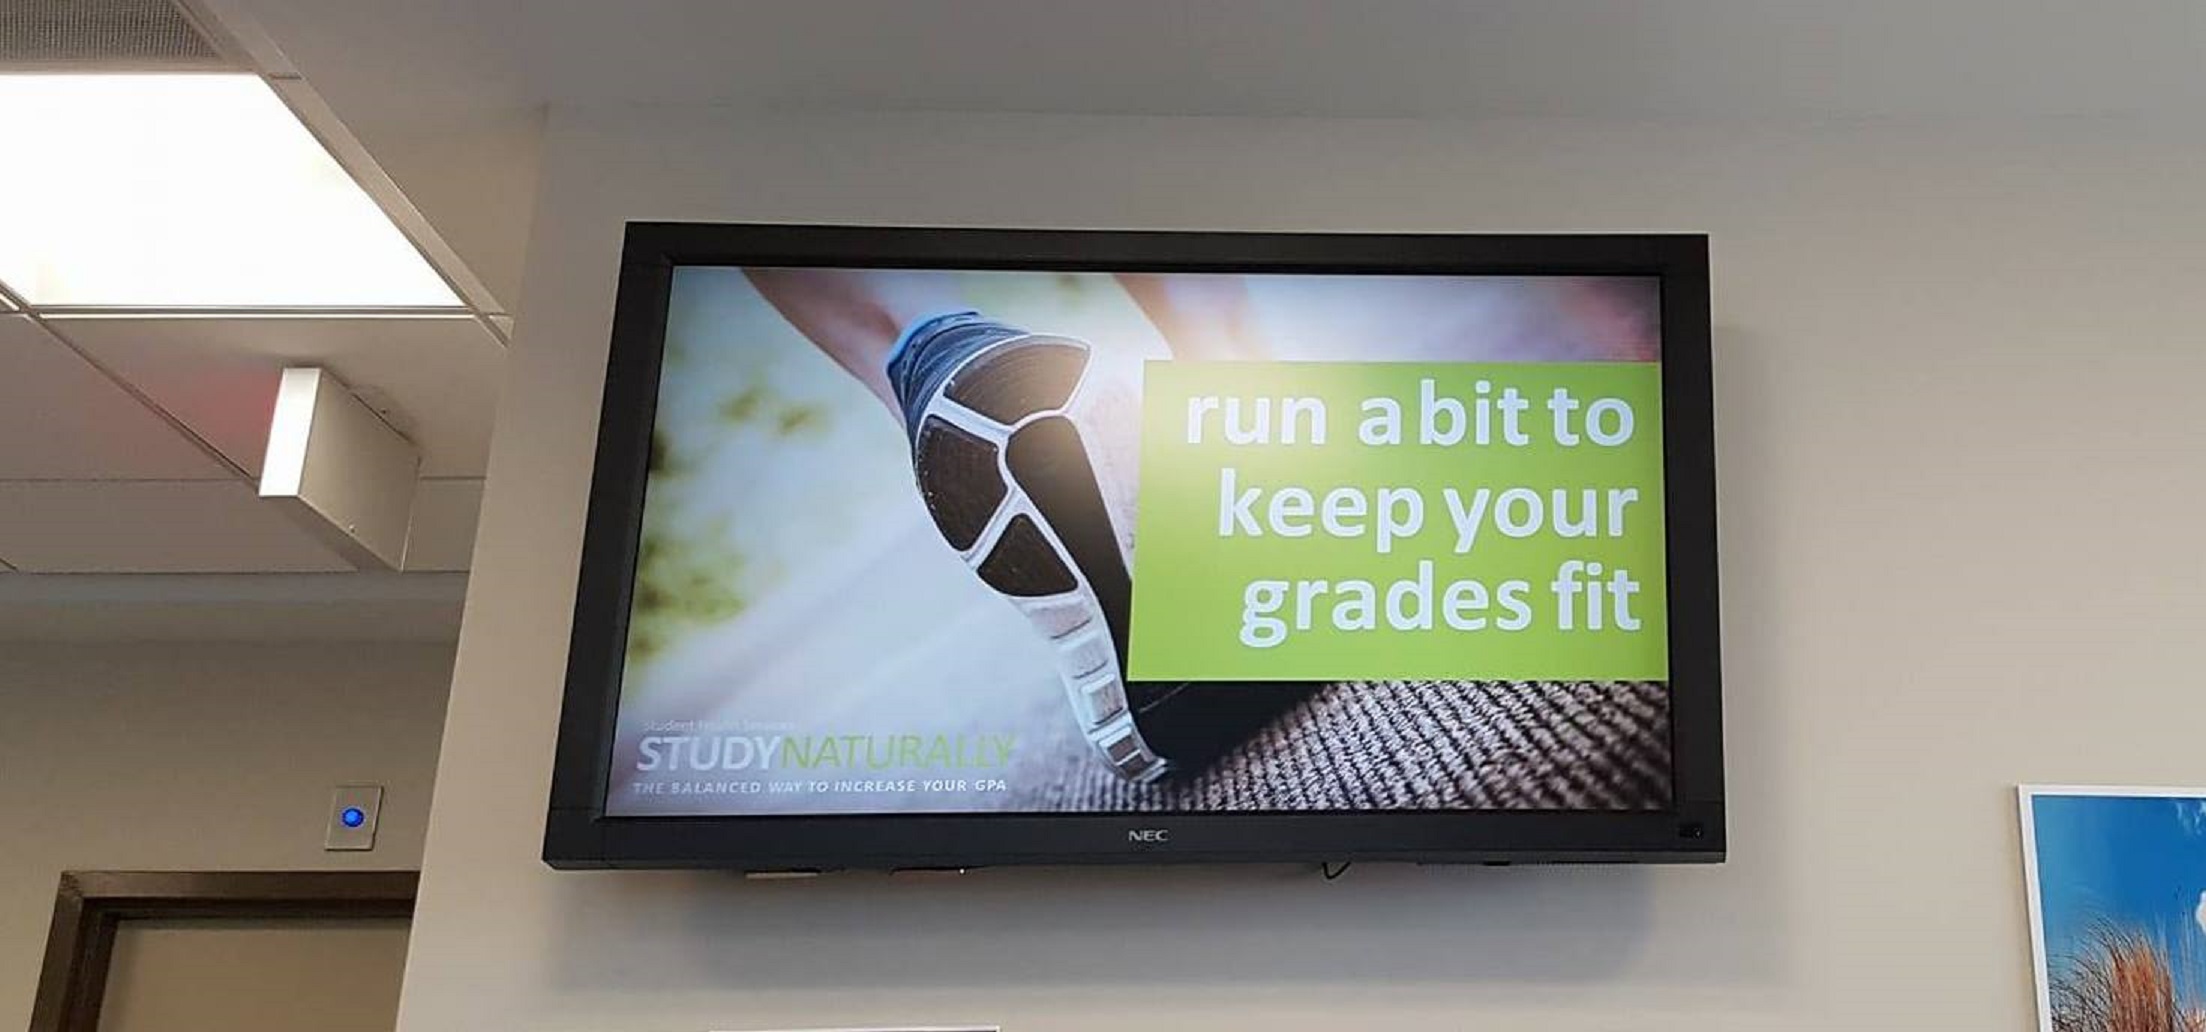 run a bit to
keep your
grades fit
Student Health Services
STUDYNATURALLY
THE BALANCED WAY TO INCREASE YOUR GPA
NEC